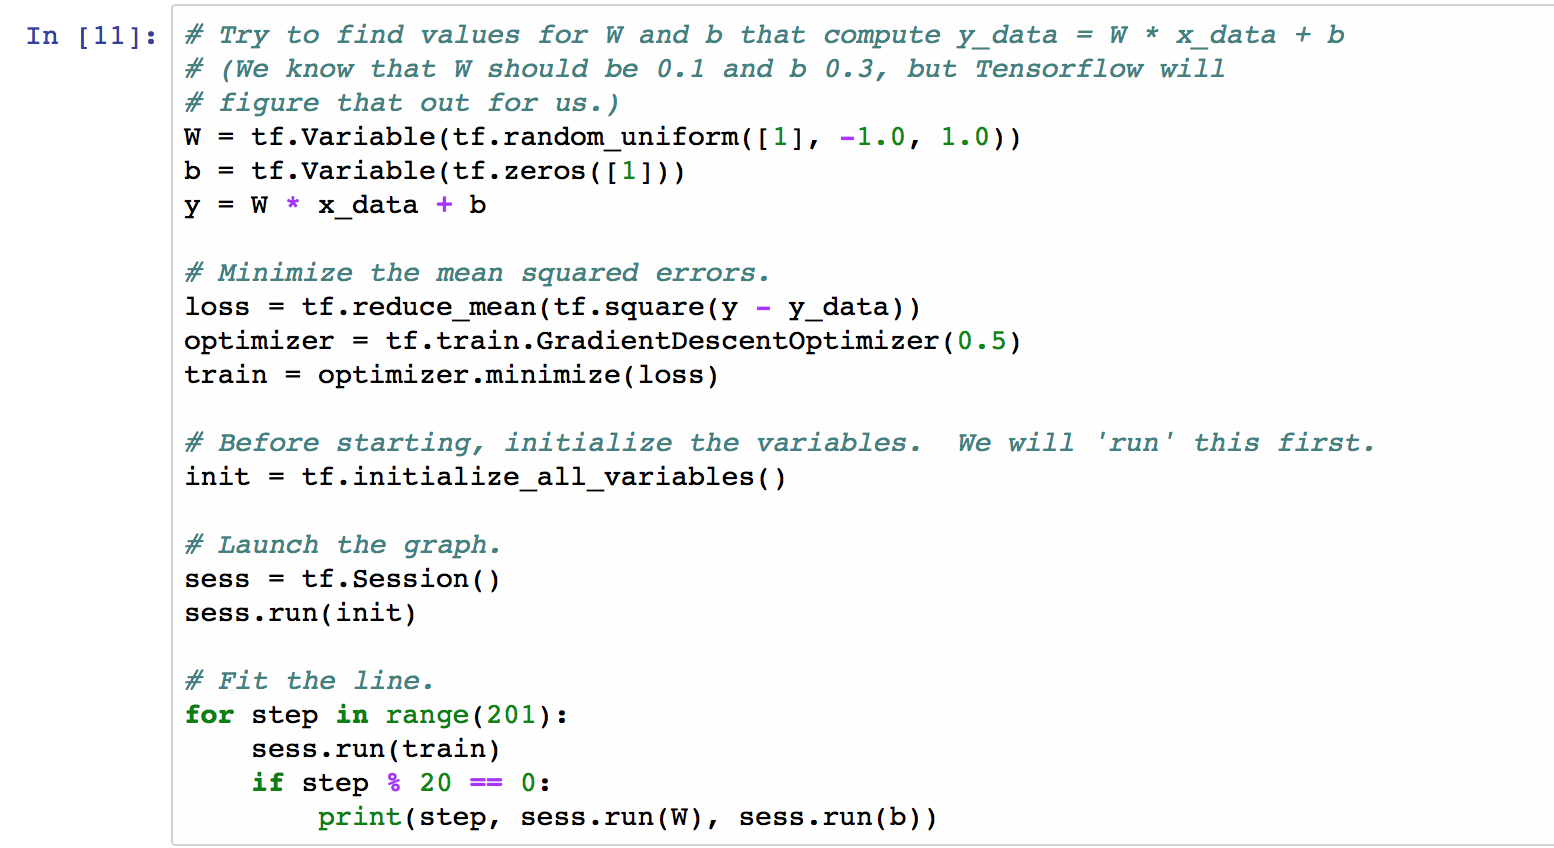 In [11]: # Try to find values for W and b that compute y_data = W * x_data + b
# (We know that W should be 0.1 and b 0.3, but Tensorflow will
# figure that out for us.)
W = tf.Variable(tf.random_uniform([1], -1.0, 1.0))
b = tf.Variable(tf.zeros([1]))
y = W * x_data + b

# Minimize the mean squared errors.
loss = tf.reduce_mean(tf.square(y - y_data))
optimizer = tf.train.GradientDescentOptimizer(0.5)
train = optimizer.minimize(loss)

# Before starting, initialize the variables.  We will 'run' this first.
init = tf.initialize_all_variables()

# Launch the graph.
sess = tf.Session()
sess.run(init)

# Fit the line.
for step in range(201):
    sess.run(train)
    if step % 20 == 0:
        print(step, sess.run(W), sess.run(b))